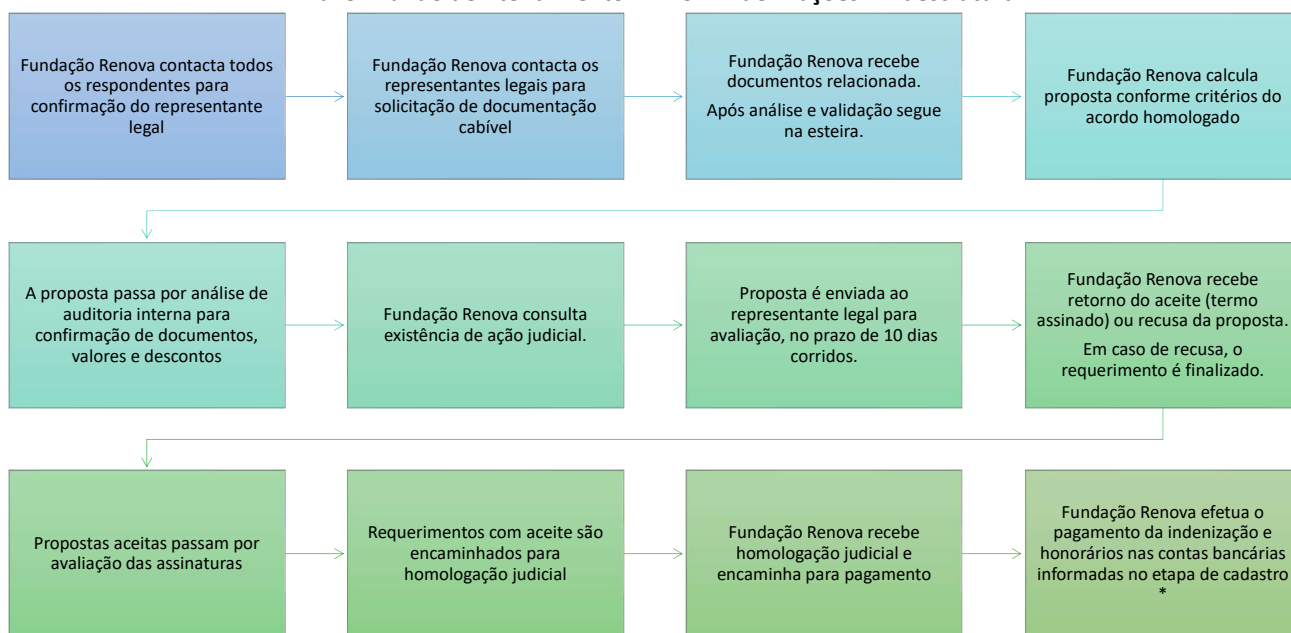 Fundação Renova contacta todos
os respondentes para
confirmação do representante
legal
Fundação Renova contacta os
representantes legais para
solicitação de documentação
cabível
Fundação Renova recebe
documentos relacionada.
Após análise e validação segue
na esteira.
Fundação Renova calcula
proposta conforme critérios do
acordo homologado
A proposta passa por análise de
auditoria interna para
confirmação de documentos,
valores e descontos
Fundação Renova consulta
existência de ação judicial.
Proposta é enviada ao
representante legal para
avaliação, no prazo de 10 dias
corridos.
Fundação Renova recebe
retorno do aceite (termo
assinado) ou recusa da proposta.
Em caso de recusa, o
requerimento é finalizado.
Propostas aceitas passam por
avaliação das assinaturas
Requerimentos com aceite são
encaminhados para
homologação judicial
Fundação Renova recebe
homologação judicial e
encaminha para pagamento
Fundação Renova efetua o
pagamento da indenização e
honorários nas contas bancárias
informadas no etapa de cadastro
*